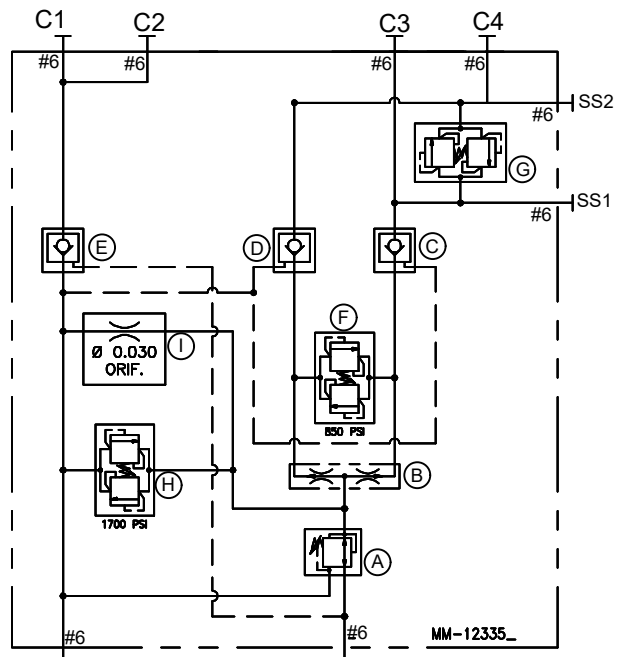 C1 C2 C3 C4
#6 #6 #6 #6
#6 SS2
G
#6 SS1
E D C
F
I
Ø 0.030
ORIF.
850 PSI
B
H
1700 PSI
A
#6 #6 MM-12335_